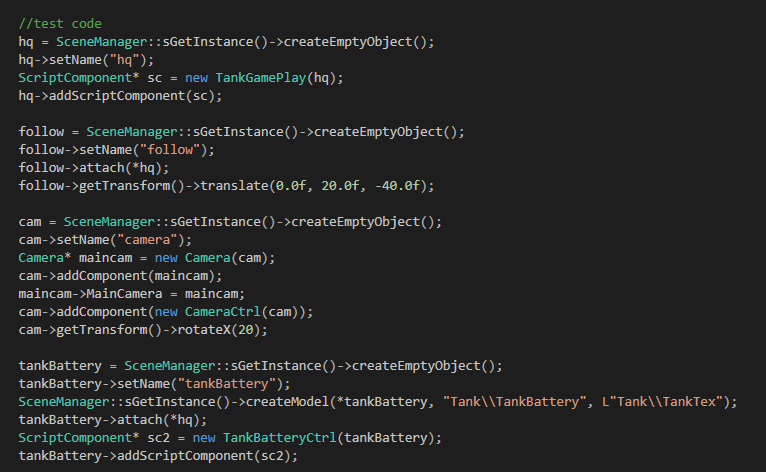 //test code
hq = SceneManager::sGetInstance()->createEmptyObject();
hq->setName("hq");
ScriptComponent* sc = new TankGamePlay(hq);
hq->addScriptComponent(sc);
follow = SceneManager::sGetInstance()->createEmptyObject();
follow->setName("follow");
follow->attach(*hq);
follow->getTransform()->translate(0.0f, 20.0f, -40.0f);
cam = SceneManager::sGetInstance()->createEmptyObject();
cam->setName("camera");
Camera* maincam = new Camera(cam);
cam->addComponent(maincam);
maincam->MainCamera = maincam;
cam->addComponent(new CameraCtrl(cam));
cam->getTransform()->rotateX(20);
tankBattery = SceneManager::sGetInstance()->createEmptyObject();
tankBattery->setName("tankBattery");
SceneManager::sGetInstance()->createModel(*tankBattery, "Tank\\TankBattery", L"Tank\\TankTex");
tankBattery->attach(*hq);
ScriptComponent* sc2 = new TankBatteryCtrl(tankBattery);
tankBattery->addScriptComponent(sc2);